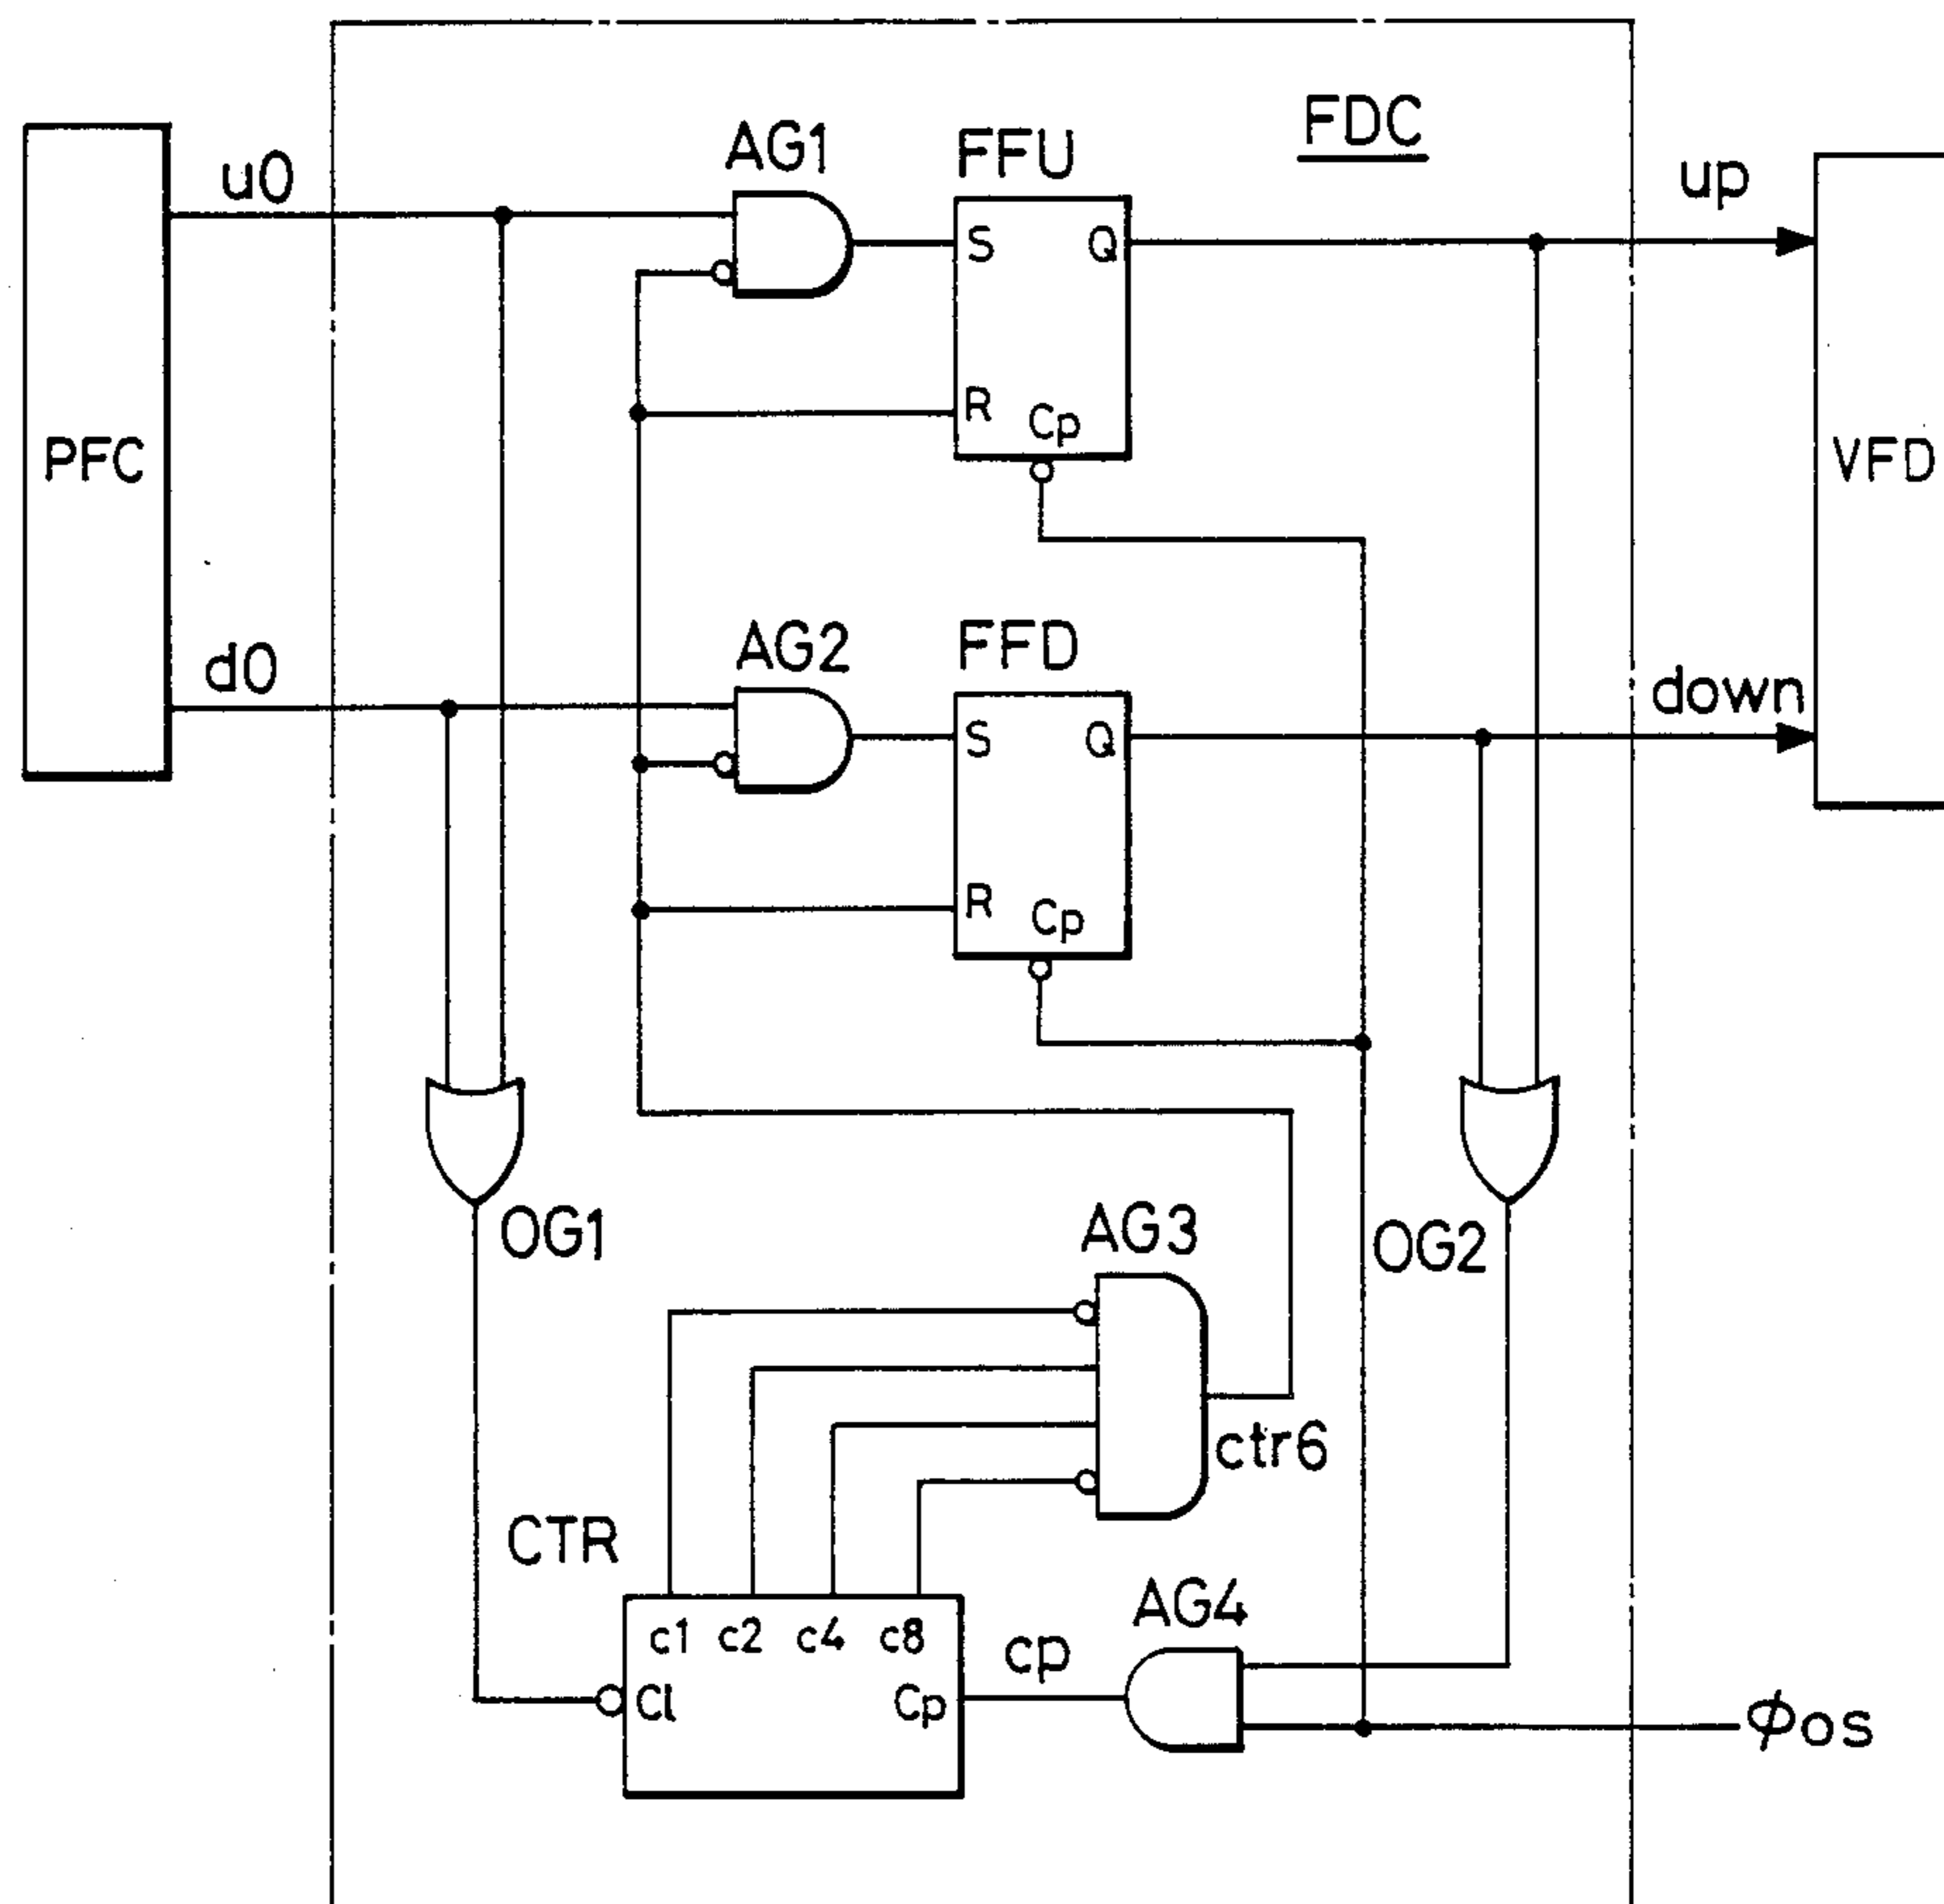 FDC
AG1
FFU
u0
up
S
Q
R
Cp
PFC
VFD
AG2
FFD
d0
down
S
Q
R
Cp
OG1
AG3
OG2
ctr6
CTR
AG4
c1 c2 c4 c8
cp
Cl
Cp
φos